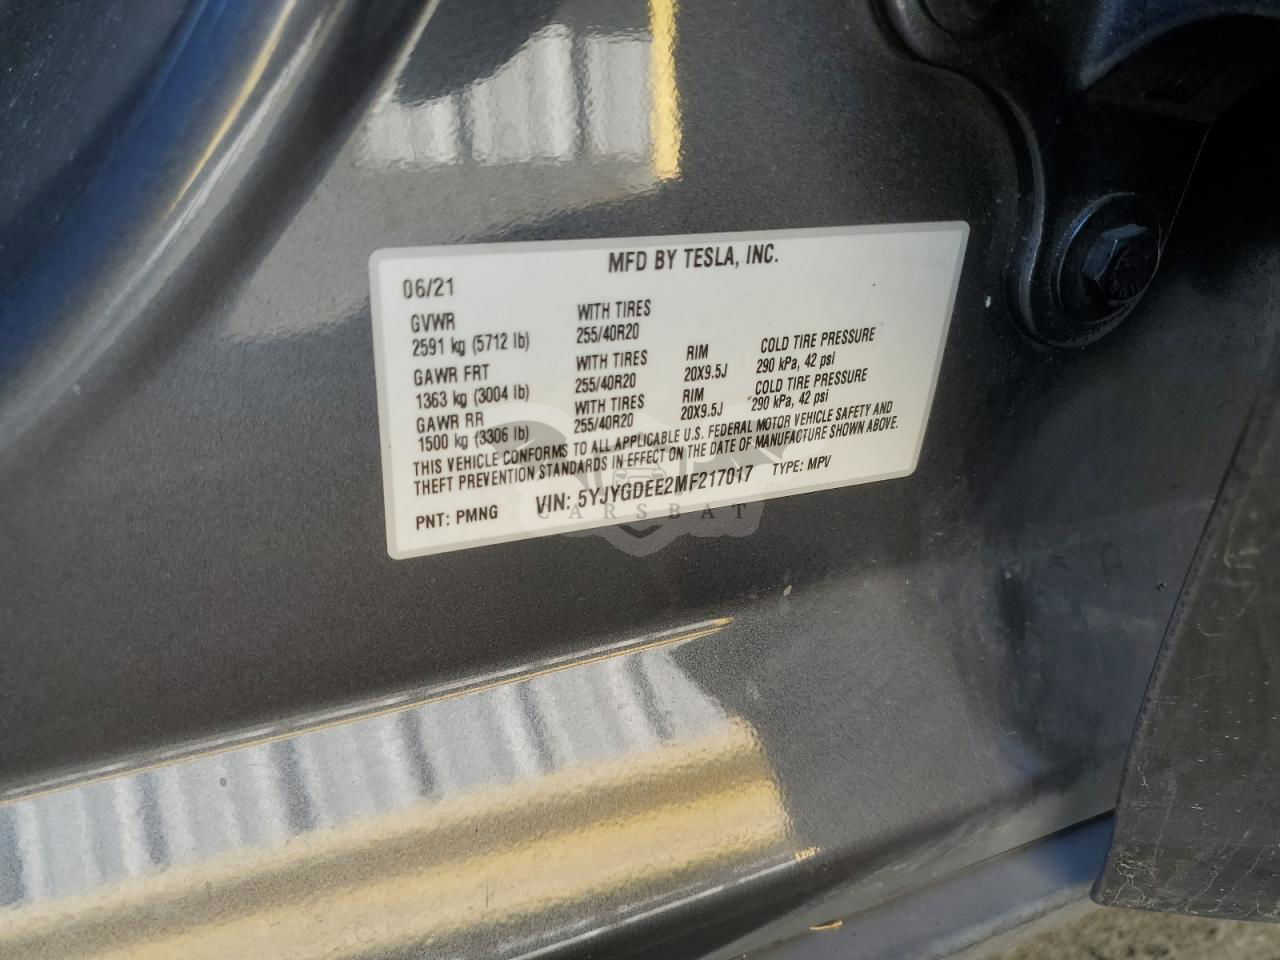 MFD BY TESLA, INC.
06/21
GVWR
2591 kg (5712 lb)
WITH TIRES
255/40R20
GAWR FRT
1363 kg (3004 lb)
WITH TIRES
255/40R20
RIM
20X9.5J
COLD TIRE PRESSURE
290 kPa, 42 psi
GAWR RR
1500 kg (3306 lb)
WITH TIRES
255/40R20
RIM
20X9.5J
COLD TIRE PRESSURE
290 kPa, 42 psi
THIS VEHICLE CONFORMS TO ALL APPLICABLE U.S. FEDERAL MOTOR VEHICLE SAFETY AND
THEFT PREVENTION STANDARDS IN EFFECT ON THE DATE OF MANUFACTURE SHOWN ABOVE.
PNT: PMNG VIN: 5YJYGDEE2MF217017 TYPE: MPV
CARSBAT